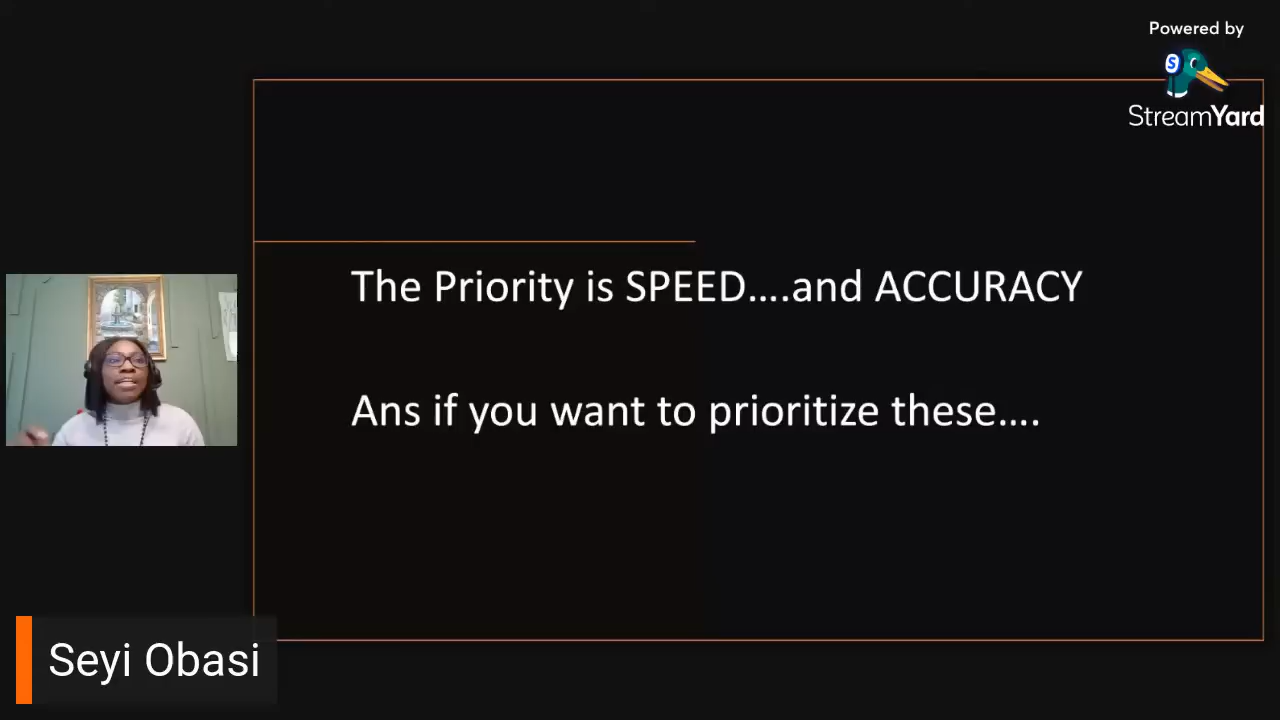 Powered by
StreamYard
The Priority is SPEED....and ACCURACY
Ans if you want to prioritize these....
Seyi Obasi